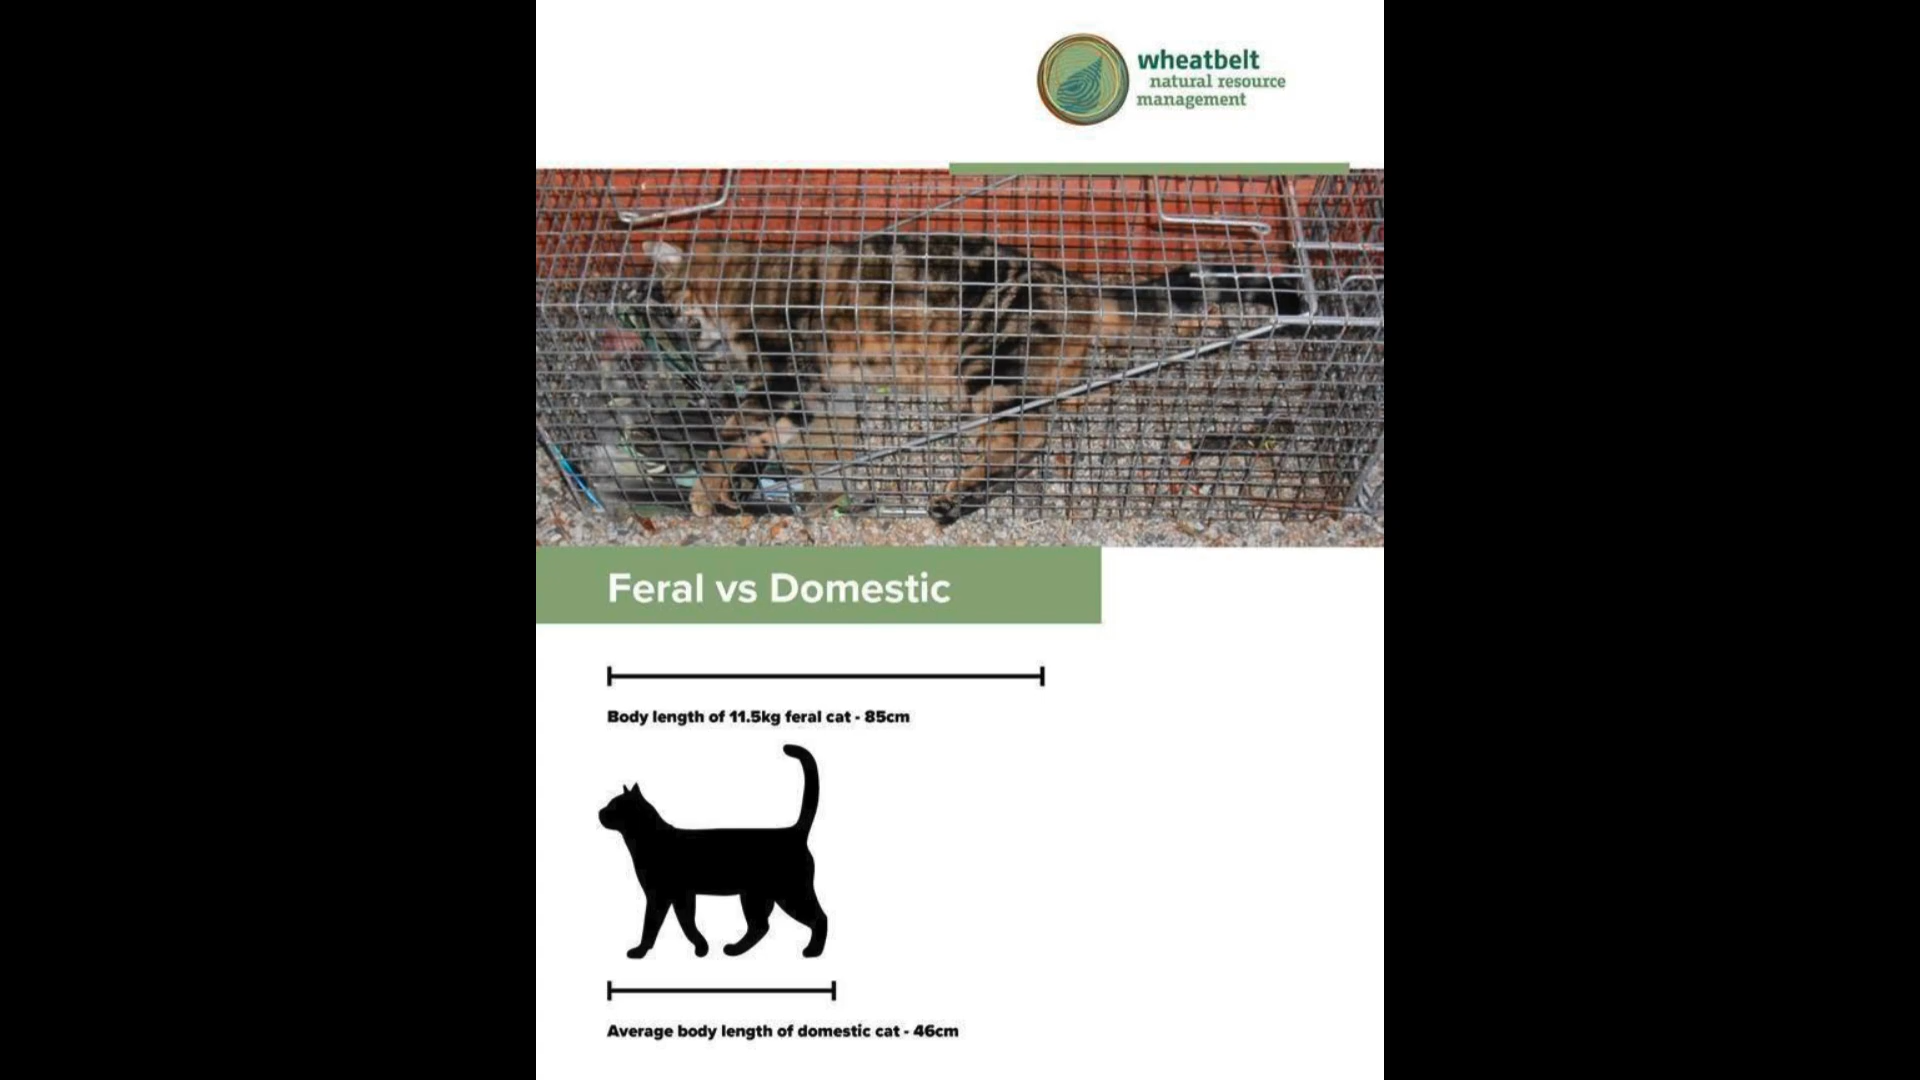 wheatbelt
natural resource
management
Feral vs Domestic
Body length of 11.5kg feral cat - 85cm
Average body length of domestic cat - 46cm